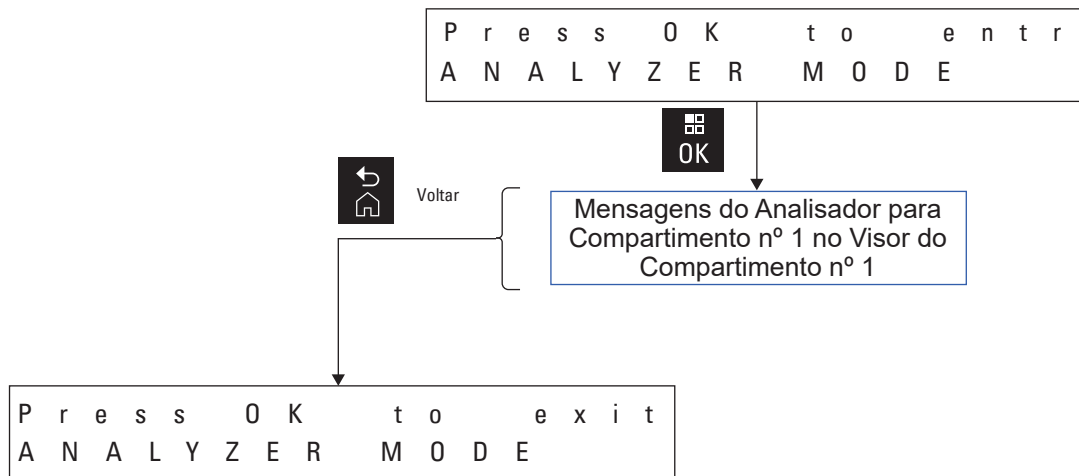 Press OK to entr
ANALYZER MODE
OK
Voltar
Mensagens do Analisador para
Compartimento nº 1 no Visor do
Compartimento nº 1
Press OK to exit
ANALYZER MODE